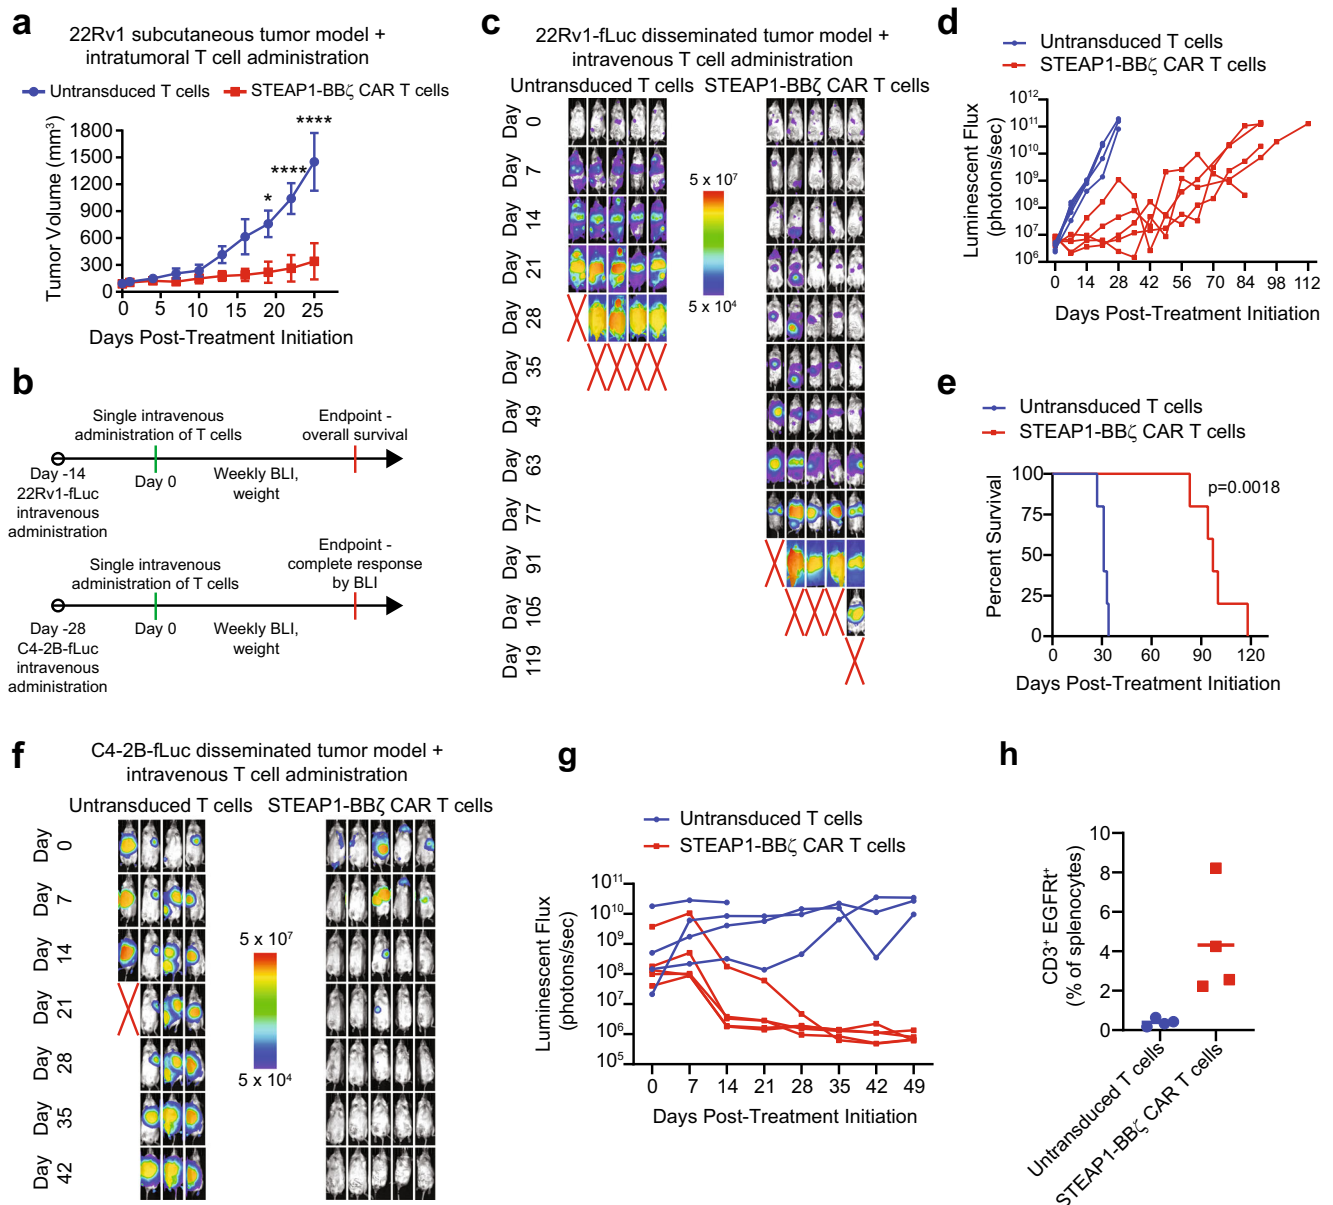 a
22Rv1 subcutaneous tumor model +
intratumoral T cell administration
Untransduced T cells
STEAP1-BBζ CAR T cells
Tumor Volume (mm³)
1800
1500
1200
900
600
300
0
*
****
****
0 5 10 15 20 25
Days Post-Treatment Initiation
b
Single intravenous
administration of T cells
Endpoint -
overall survival
Day -14
22Rv1-fLuc
intravenous
administration
Day 0
Weekly BLI,
weight
Single intravenous
administration of T cells
Endpoint -
complete response
by BLI
Day -28
C4-2B-fLuc
intravenous
administration
Day 0
Weekly BLI,
weight
c
22Rv1-fLuc disseminated tumor model +
intravenous T cell administration
Untransduced T cells
STEAP1-BBζ CAR T cells
Day 0
Day 7
Day 14
Day 21
Day 28
Day 35
Day 49
Day 63
Day 77
Day 91
Day 105
Day 119
5 x 10⁷
5 x 10⁴
d
Untransduced T cells
STEAP1-BBζ CAR T cells
Luminescent Flux
(photons/sec)
10¹²
10¹¹
10¹⁰
10⁹
10⁸
10⁷
10⁶
0 14 28 42 56 70 84 98 112
Days Post-Treatment Initiation
e
Untransduced T cells
STEAP1-BBζ CAR T cells
Percent Survival
100
75
50
25
0
p=0.0018
0 30 60 90 120
Days Post-Treatment Initiation
f
C4-2B-fLuc disseminated tumor model +
intravenous T cell administration
Untransduced T cells
STEAP1-BBζ CAR T cells
Day 0
Day 7
Day 14
Day 21
Day 28
Day 35
Day 42
5 x 10⁷
5 x 10⁴
g
Untransduced T cells
STEAP1-BBζ CAR T cells
Luminescent Flux
(photons/sec)
10¹¹
10¹⁰
10⁹
10⁸
10⁷
10⁶
10⁵
0 7 14 21 28 35 42 49
Days Post-Treatment Initiation
h
CD3⁺ EGFRt⁺
(% of splenocytes)
10
8
6
4
2
0
Untransduced T cells
STEAP1-BBζ CAR T cells